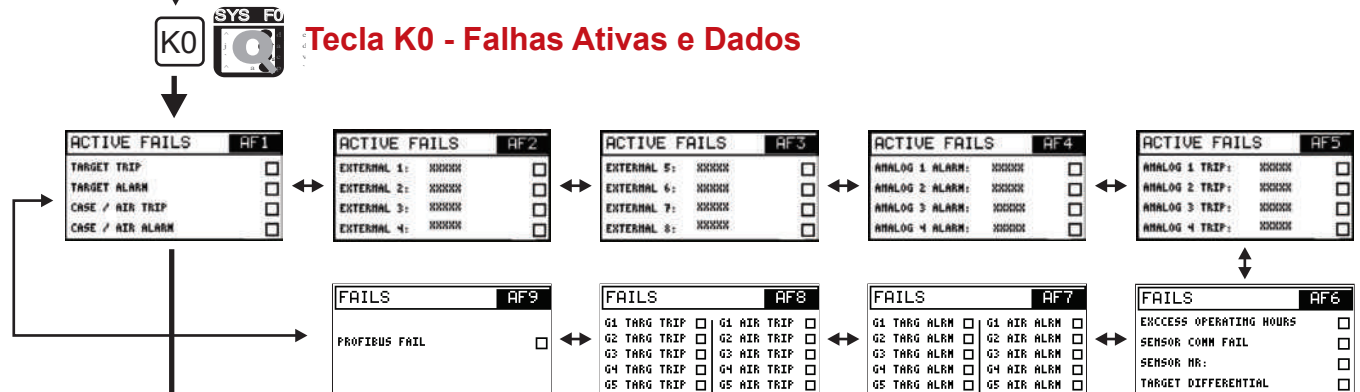 SYS F0
K0
Tecla K0 - Falhas Ativas e Dados
ACTIVE FAILS AF1
TARGET TRIP
TARGET ALARM
CASE / AIR TRIP
CASE / AIR ALARM
ACTIVE FAILS AF2
EXTERNAL 1: XXXXX
EXTERNAL 2: XXXXX
EXTERNAL 3: XXXXX
EXTERNAL 4: XXXXX
ACTIVE FAILS AF3
EXTERNAL 5: XXXXX
EXTERNAL 6: XXXXX
EXTERNAL 7: XXXXX
EXTERNAL 8: XXXXX
ACTIVE FAILS AF4
ANALOG 1 ALARM: XXXXX
ANALOG 2 ALARM: XXXXX
ANALOG 3 ALARM: XXXXX
ANALOG 4 ALARM: XXXXX
ACTIVE FAILS AF5
ANALOG 1 TRIP: XXXXX
ANALOG 2 TRIP: XXXXX
ANALOG 3 TRIP: XXXXX
ANALOG 4 TRIP: XXXXX
FAILS AF9
PROFIBUS FAIL
FAILS AF8
G1 TARG TRIP G1 AIR TRIP
G2 TARG TRIP G2 AIR TRIP
G3 TARG TRIP G3 AIR TRIP
G4 TARG TRIP G4 AIR TRIP
G5 TARG TRIP G5 AIR TRIP
FAILS AF7
G1 TARG ALRM G1 AIR ALRM
G2 TARG ALRM G2 AIR ALRM
G3 TARG ALRM G3 AIR ALRM
G4 TARG ALRM G4 AIR ALRM
G5 TARG ALRM G5 AIR ALRM
FAILS AF6
EXCCESS OPERATING HOURS
SENSOR COMM FAIL
SENSOR NR:
TARGET DIFFERENTIAL